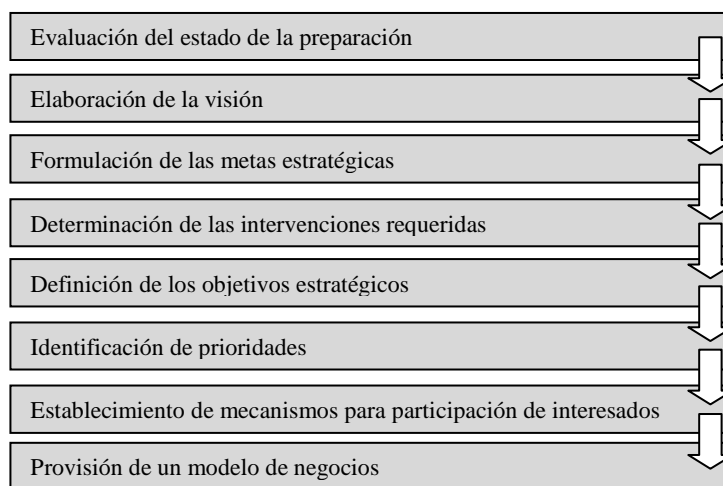 Evaluación del estado de la preparación
Elaboración de la visión
Formulación de las metas estratégicas
Determinación de las intervenciones requeridas
Definición de los objetivos estratégicos
Identificación de prioridades
Establecimiento de mecanismos para participación de interesados
Provisión de un modelo de negocios